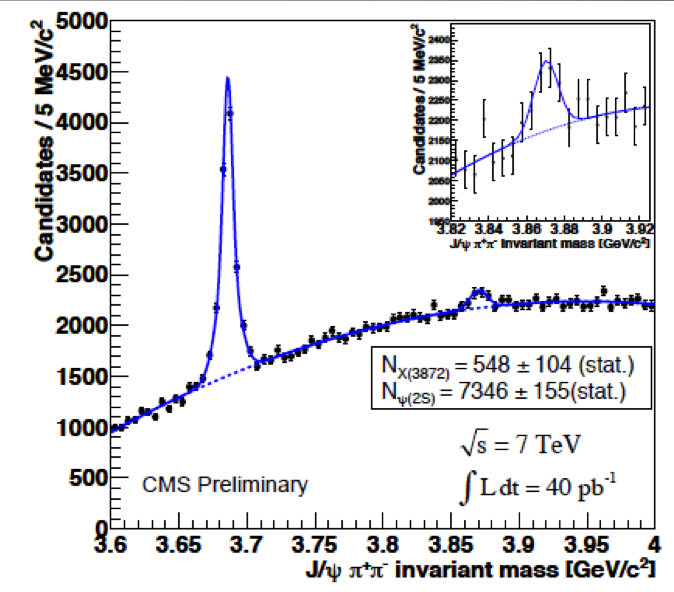 Candidates / 5 MeV/c²
5000
4500
4000
3500
3000
2500
2000
1500
1000
500
0
3.6 3.65 3.7 3.75 3.8 3.85 3.9 3.95 4
J/ψ π⁺π⁻ invariant mass [GeV/c²]
Candidates / 5 MeV/c²
2400
2350
2300
2250
2200
2150
2100
2050
2000
1950
3.82 3.84 3.86 3.88 3.9 3.92
J/ψ π⁺π⁻ invariant mass [GeV/c²]
N_X(3872) = 548 ± 104 (stat.)
N_ψ(2S) = 7346 ± 155(stat.)
√s = 7 TeV
∫ L dt = 40 pb⁻¹
CMS Preliminary